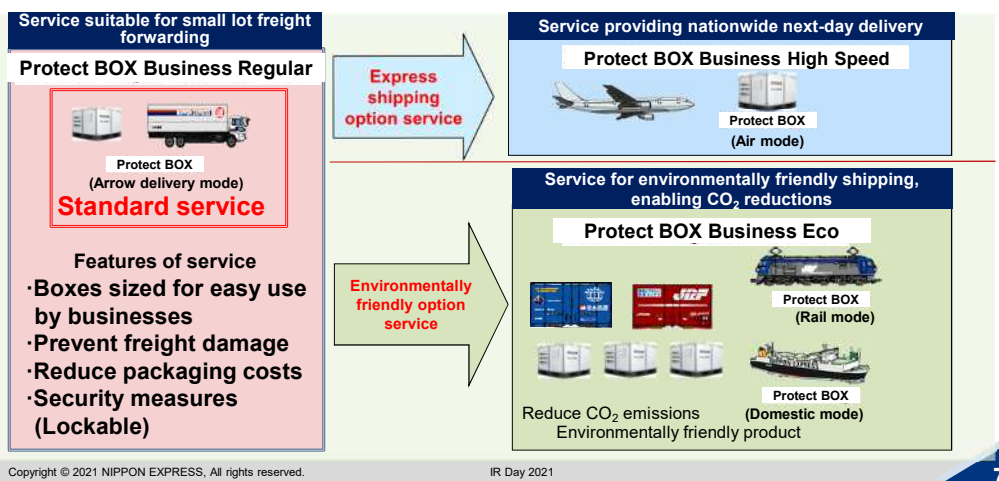 Service suitable for small lot freight
forwarding
Protect BOX Business Regular
Protect BOX
(Arrow delivery mode)
Standard service
Features of service
·Boxes sized for easy use
by businesses
·Prevent freight damage
·Reduce packaging costs
·Security measures
(Lockable)
Express
shipping
option service
Service providing nationwide next-day delivery
Protect BOX Business High Speed
Protect BOX
(Air mode)
Environmentally
friendly option
service
Service for environmentally friendly shipping,
enabling CO₂ reductions
Protect BOX Business Eco
Protect BOX
(Rail mode)
Protect BOX
(Domestic mode)
Reduce CO₂ emissions
Environmentally friendly product
Copyright © 2021 NIPPON EXPRESS, All rights reserved.
IR Day 2021